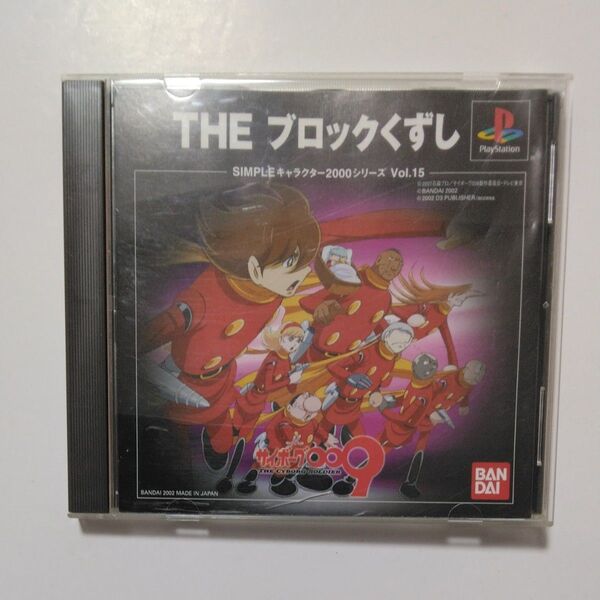 THE ブロックくずし
PlayStation
SIMPLEキャラクター2000シリーズ Vol.15
©BANDAI 2002
©2002 D3 PUBLISHER/access
サイボーグ009
THE CYBORG SOLDIER
BANDAI 2002 MADE IN JAPAN
BAN
DAI